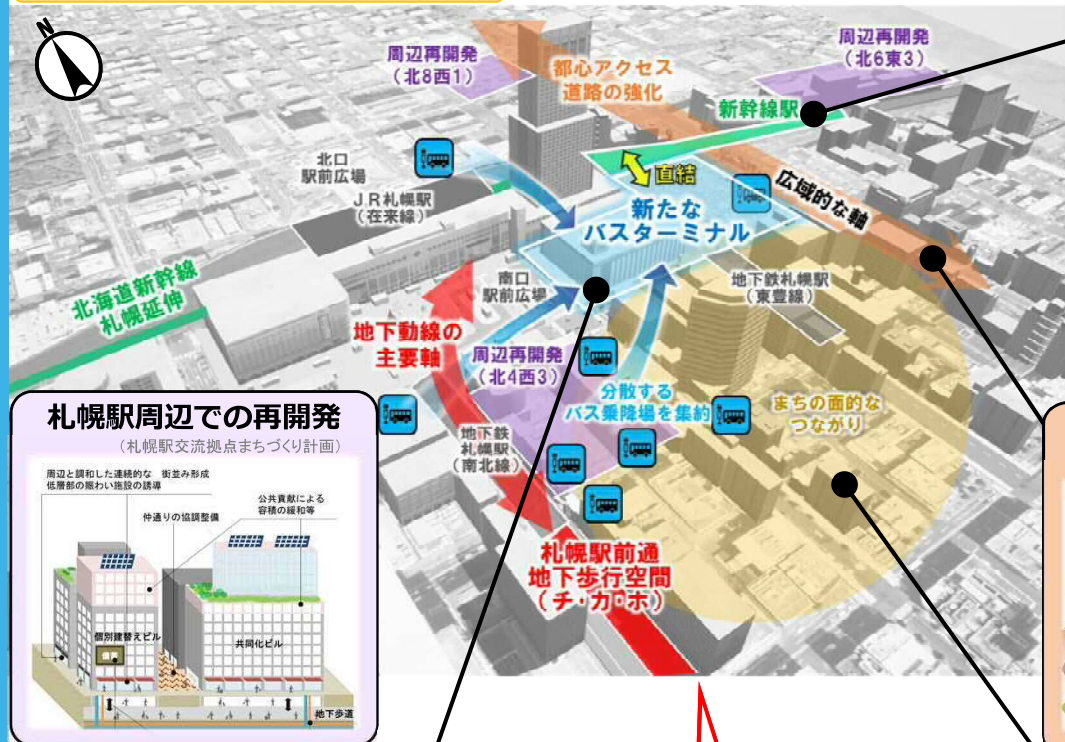 N
周辺再開発
(北8西1)
都心アクセス
道路の強化
周辺再開発
(北6東3)
新幹線駅
北口
駅前広場
JR札幌駅
(在来線)
直結
広域的な軸
新たな
バスターミナル
南口
駅前広場
地下鉄札幌駅
(東豊線)
北海道新幹線
札幌延伸
地下動線の
主要軸
周辺再開発
(北4西3)
分散する
バス乗降場を集約
まちの面的な
つながり
地下鉄
札幌駅
(南北線)
札幌駅前通
地下歩行空間
(チ・カ・ホ)
札幌駅周辺での再開発
(札幌駅交流拠点まちづくり計画)
周辺と調和した連続的な 街並み形成
低層部の賑わい施設の誘導
仲通りの協調整備
公共貢献による
容積の緩和等
個別建替えビル
共同化ビル
地下歩道